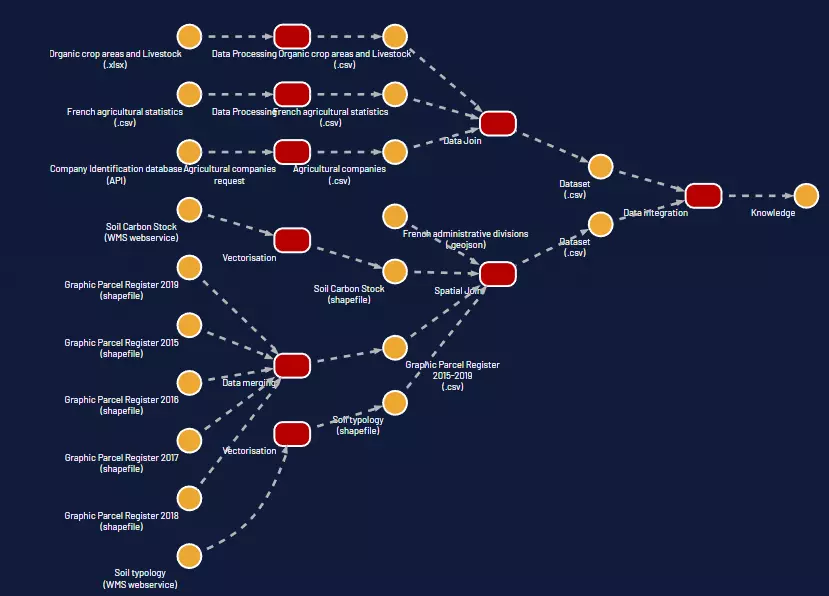 Organic crop areas and Livestock
(.xlsx)
Data Processing
Organic crop areas and Livestock
(.csv)
French agricultural statistics
(.csv)
Data Processing
French agricultural statistics
(.csv)
Data Join
Company Identification database
(API)
Agricultural companies
request
Agricultural companies
(.csv)
Dataset
(.csv)
Soil Carbon Stock
(WMS webservice)
Vectorisation
French administrative divisions
(.geojson)
Data integration
Knowledge
Dataset
(.csv)
Soil Carbon Stock
(shapefile)
Spatial Join
Graphic Parcel Register 2019
(shapefile)
Graphic Parcel Register 2015
(shapefile)
Data merging
Graphic Parcel Register
2015-2019
(.csv)
Graphic Parcel Register 2016
(shapefile)
Soil typology
(shapefile)
Vectorisation
Graphic Parcel Register 2017
(shapefile)
Graphic Parcel Register 2018
(shapefile)
Soil typology
(WMS webservice)